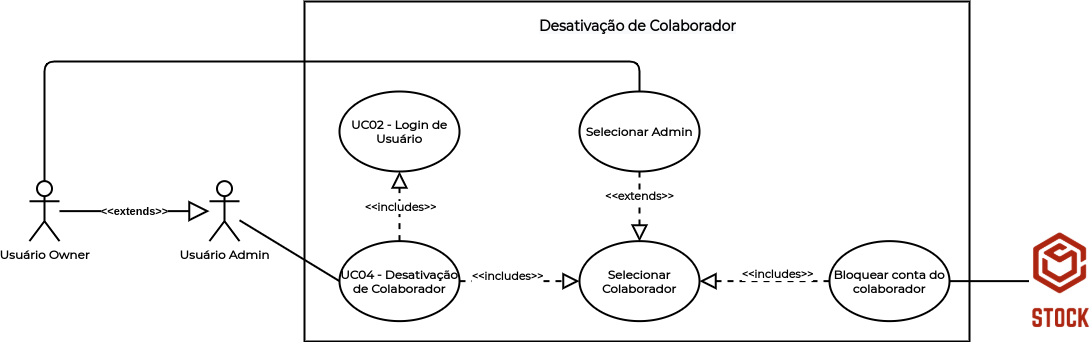 Desativação de Colaborador
UC02 - Login de
Usuário
Selecionar Admin
<<includes>>
<<extends>>
<<extends>>
Usuário Owner
Usuário Admin
UC04 - Desativação
de Colaborador
<<includes>>
Selecionar
Colaborador
<<includes>>
Bloquear conta do
colaborador
STOCK